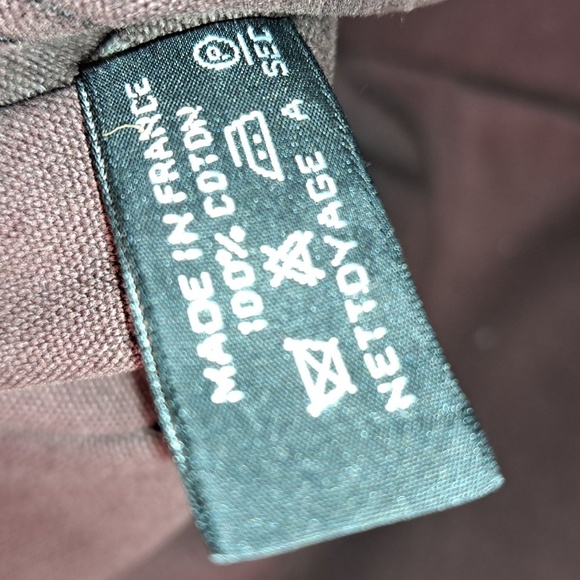 MADE IN FRANCE
100% COTON
P
NETTOYAGE A SEC